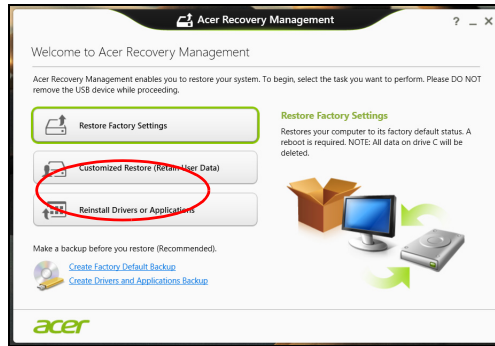 Acer Recovery Management
? _ X
Welcome to Acer Recovery Management
Acer Recovery Management enables you to restore your system. To begin, select the task you want to perform. Please DO NOT
remove the USB device while proceeding.
Restore Factory Settings
Customized Restore (Retain User Data)
Reinstall Drivers or Applications
Restore Factory Settings
Restores your computer to its factory default status. A
reboot is required. NOTE: All data on drive C will be
deleted.
Make a backup before you restore (Recommended).
Create Factory Default Backup
Create Drivers and Applications Backup
acer